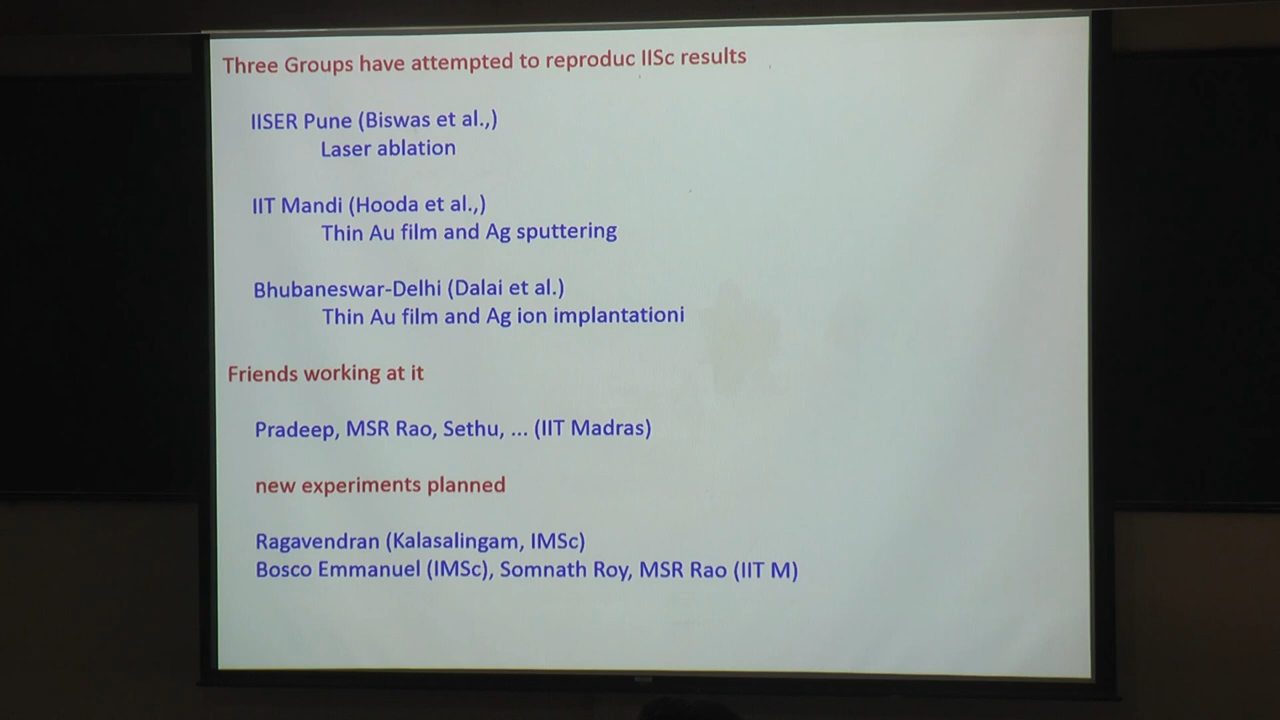 Three Groups have attempted to reproduc IISc results
IISER Pune (Biswas et al.,)
Laser ablation
IIT Mandi (Hooda et al.,)
Thin Au film and Ag sputtering
Bhubaneswar-Delhi (Dalai et al.)
Thin Au film and Ag ion implantationi
Friends working at it
Pradeep, MSR Rao, Sethu, ... (IIT Madras)
new experiments planned
Ragavendran (Kalasalingam, IMSc)
Bosco Emmanuel (IMSc), Somnath Roy, MSR Rao (IIT M)